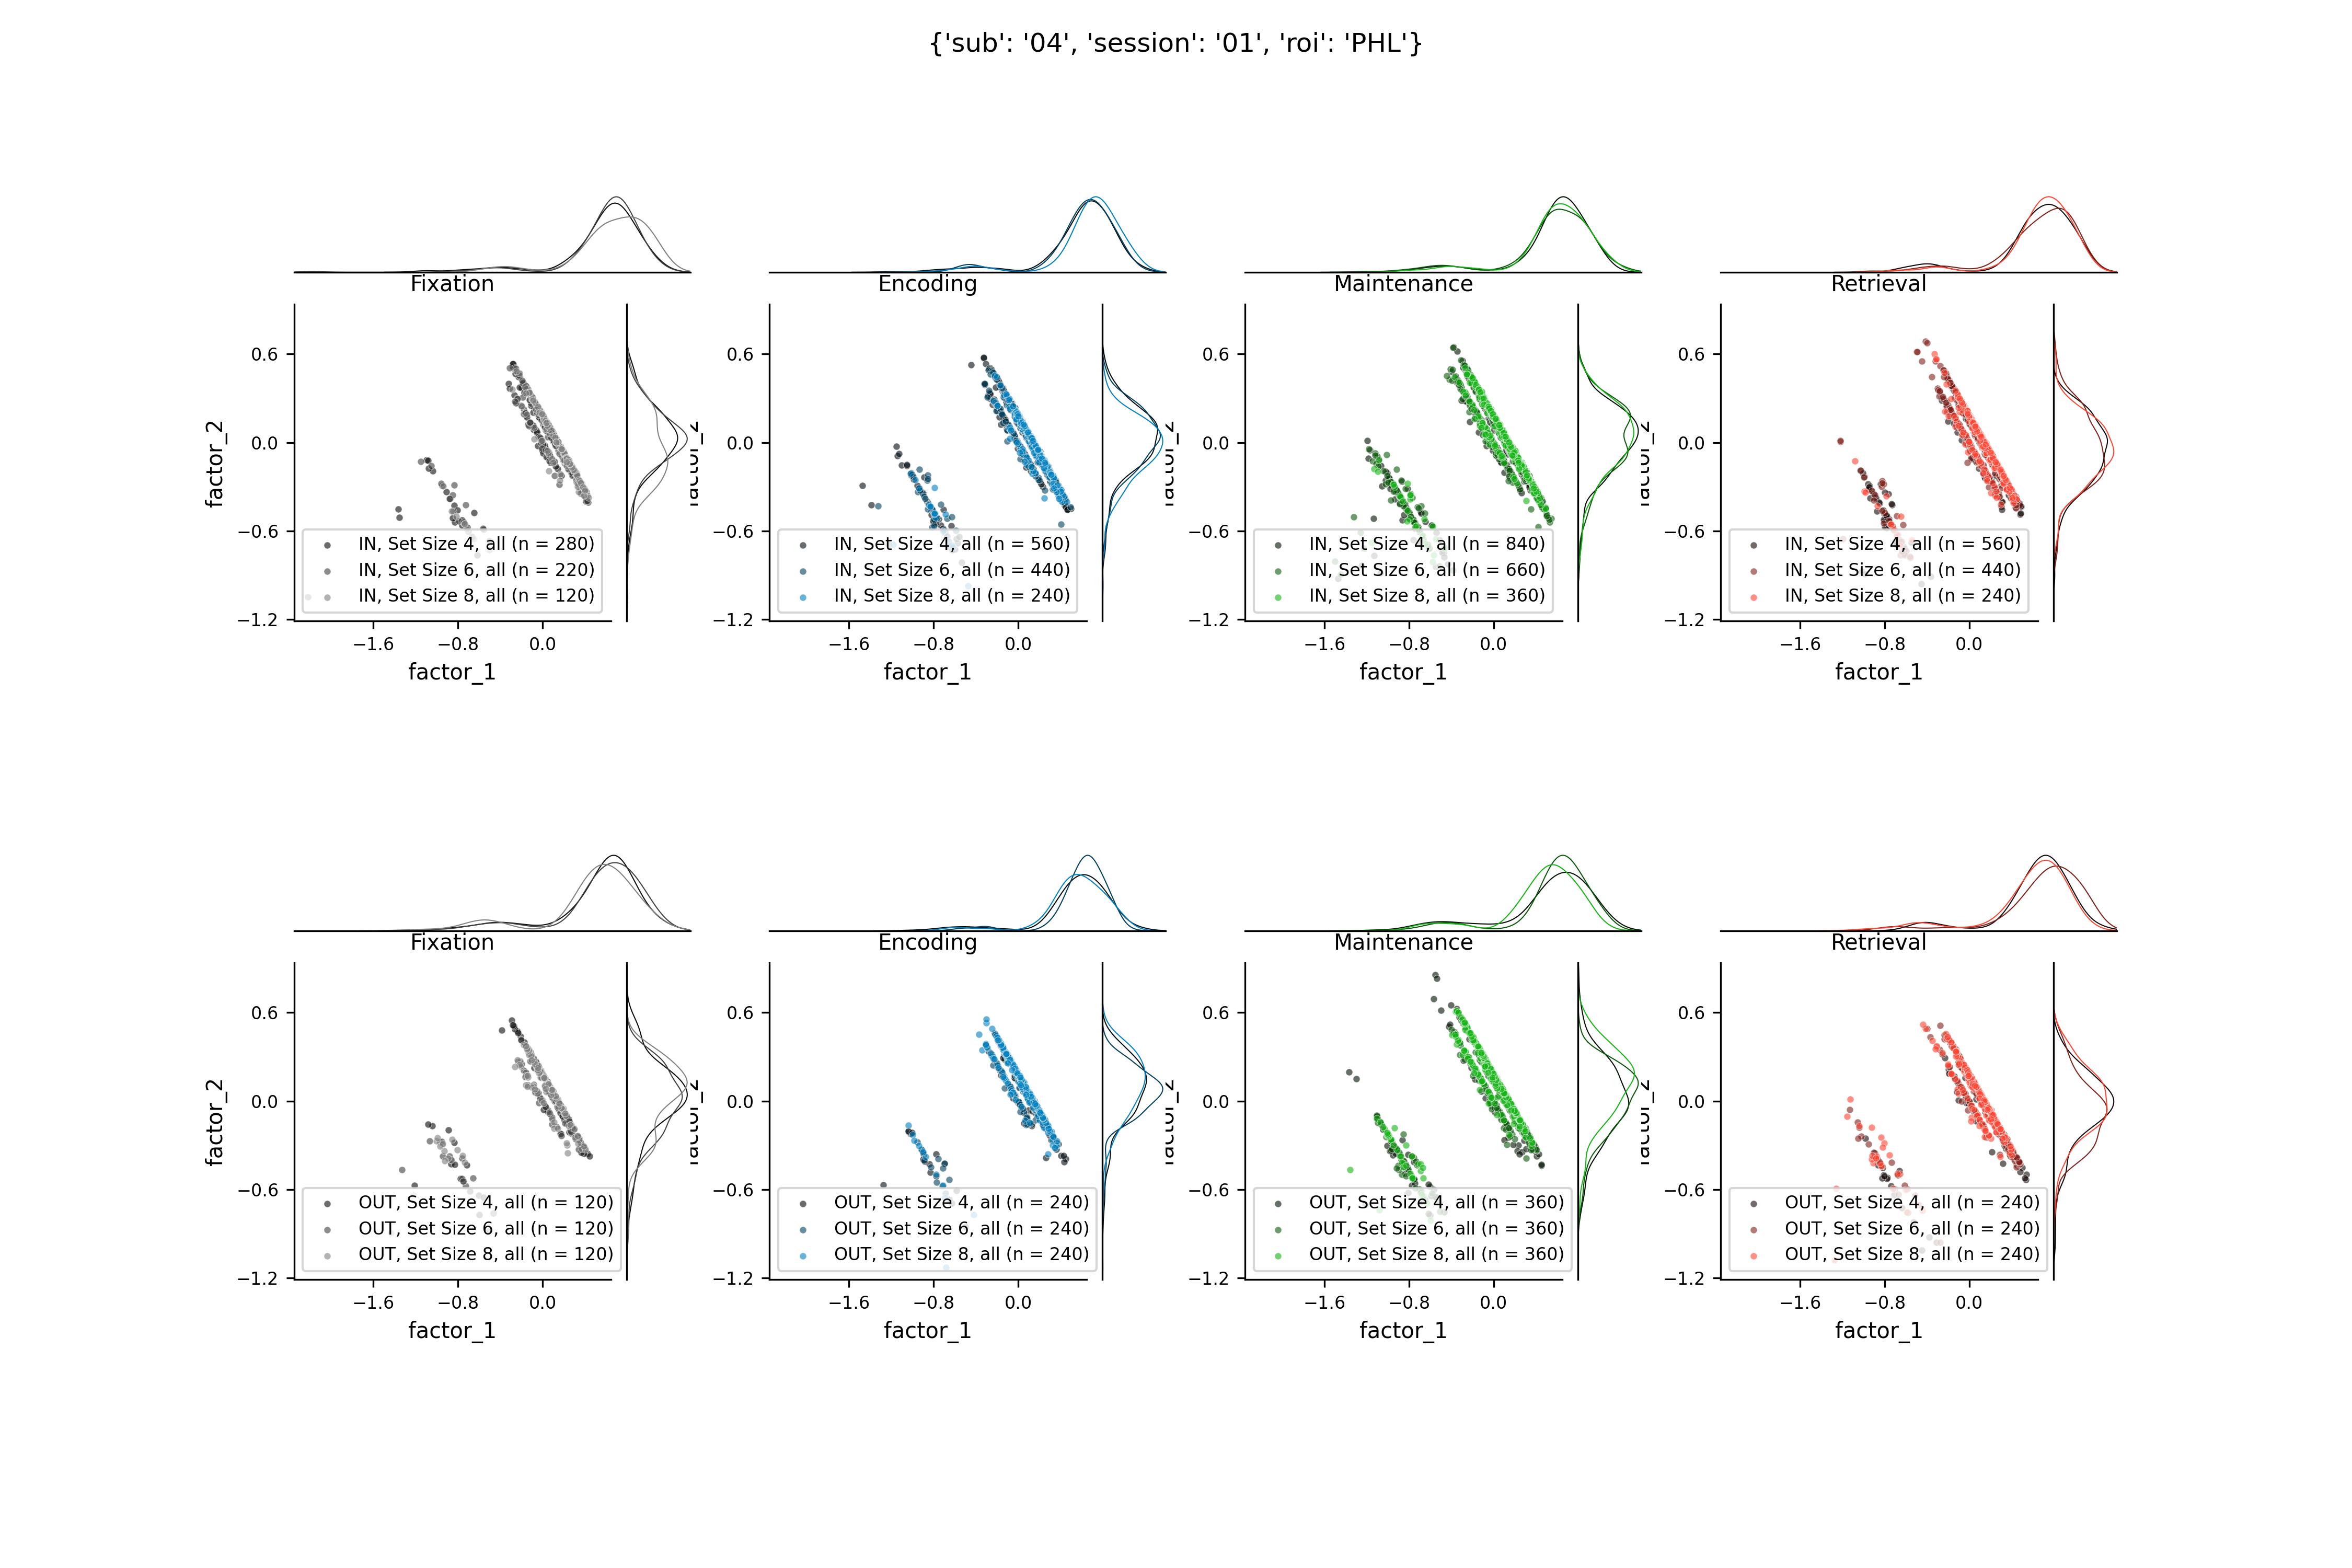 {'sub': '04', 'session': '01', 'roi': 'PHL'}
Fixation
Encoding
Maintenance
Retrieval
factor_2
0.6
0.0
−0.6
−1.2
−1.6
−0.8
0.0
factor_1
IN, Set Size 4, all (n = 280)
IN, Set Size 6, all (n = 220)
IN, Set Size 8, all (n = 120)
factor_2
0.6
0.0
−0.6
−1.2
−1.6
−0.8
0.0
factor_1
IN, Set Size 4, all (n = 560)
IN, Set Size 6, all (n = 440)
IN, Set Size 8, all (n = 240)
factor_2
0.6
0.0
−0.6
−1.2
−1.6
−0.8
0.0
factor_1
IN, Set Size 4, all (n = 840)
IN, Set Size 6, all (n = 660)
IN, Set Size 8, all (n = 360)
factor_2
0.6
0.0
−0.6
−1.2
−1.6
−0.8
0.0
factor_1
IN, Set Size 4, all (n = 560)
IN, Set Size 6, all (n = 440)
IN, Set Size 8, all (n = 240)
Fixation
Encoding
Maintenance
Retrieval
factor_2
0.6
0.0
−0.6
−1.2
−1.6
−0.8
0.0
factor_1
OUT, Set Size 4, all (n = 120)
OUT, Set Size 6, all (n = 120)
OUT, Set Size 8, all (n = 120)
factor_2
0.6
0.0
−0.6
−1.2
−1.6
−0.8
0.0
factor_1
OUT, Set Size 4, all (n = 240)
OUT, Set Size 6, all (n = 240)
OUT, Set Size 8, all (n = 240)
factor_2
0.6
0.0
−0.6
−1.2
−1.6
−0.8
0.0
factor_1
OUT, Set Size 4, all (n = 360)
OUT, Set Size 6, all (n = 360)
OUT, Set Size 8, all (n = 360)
factor_2
0.6
0.0
−0.6
−1.2
−1.6
−0.8
0.0
factor_1
OUT, Set Size 4, all (n = 240)
OUT, Set Size 6, all (n = 240)
OUT, Set Size 8, all (n = 240)